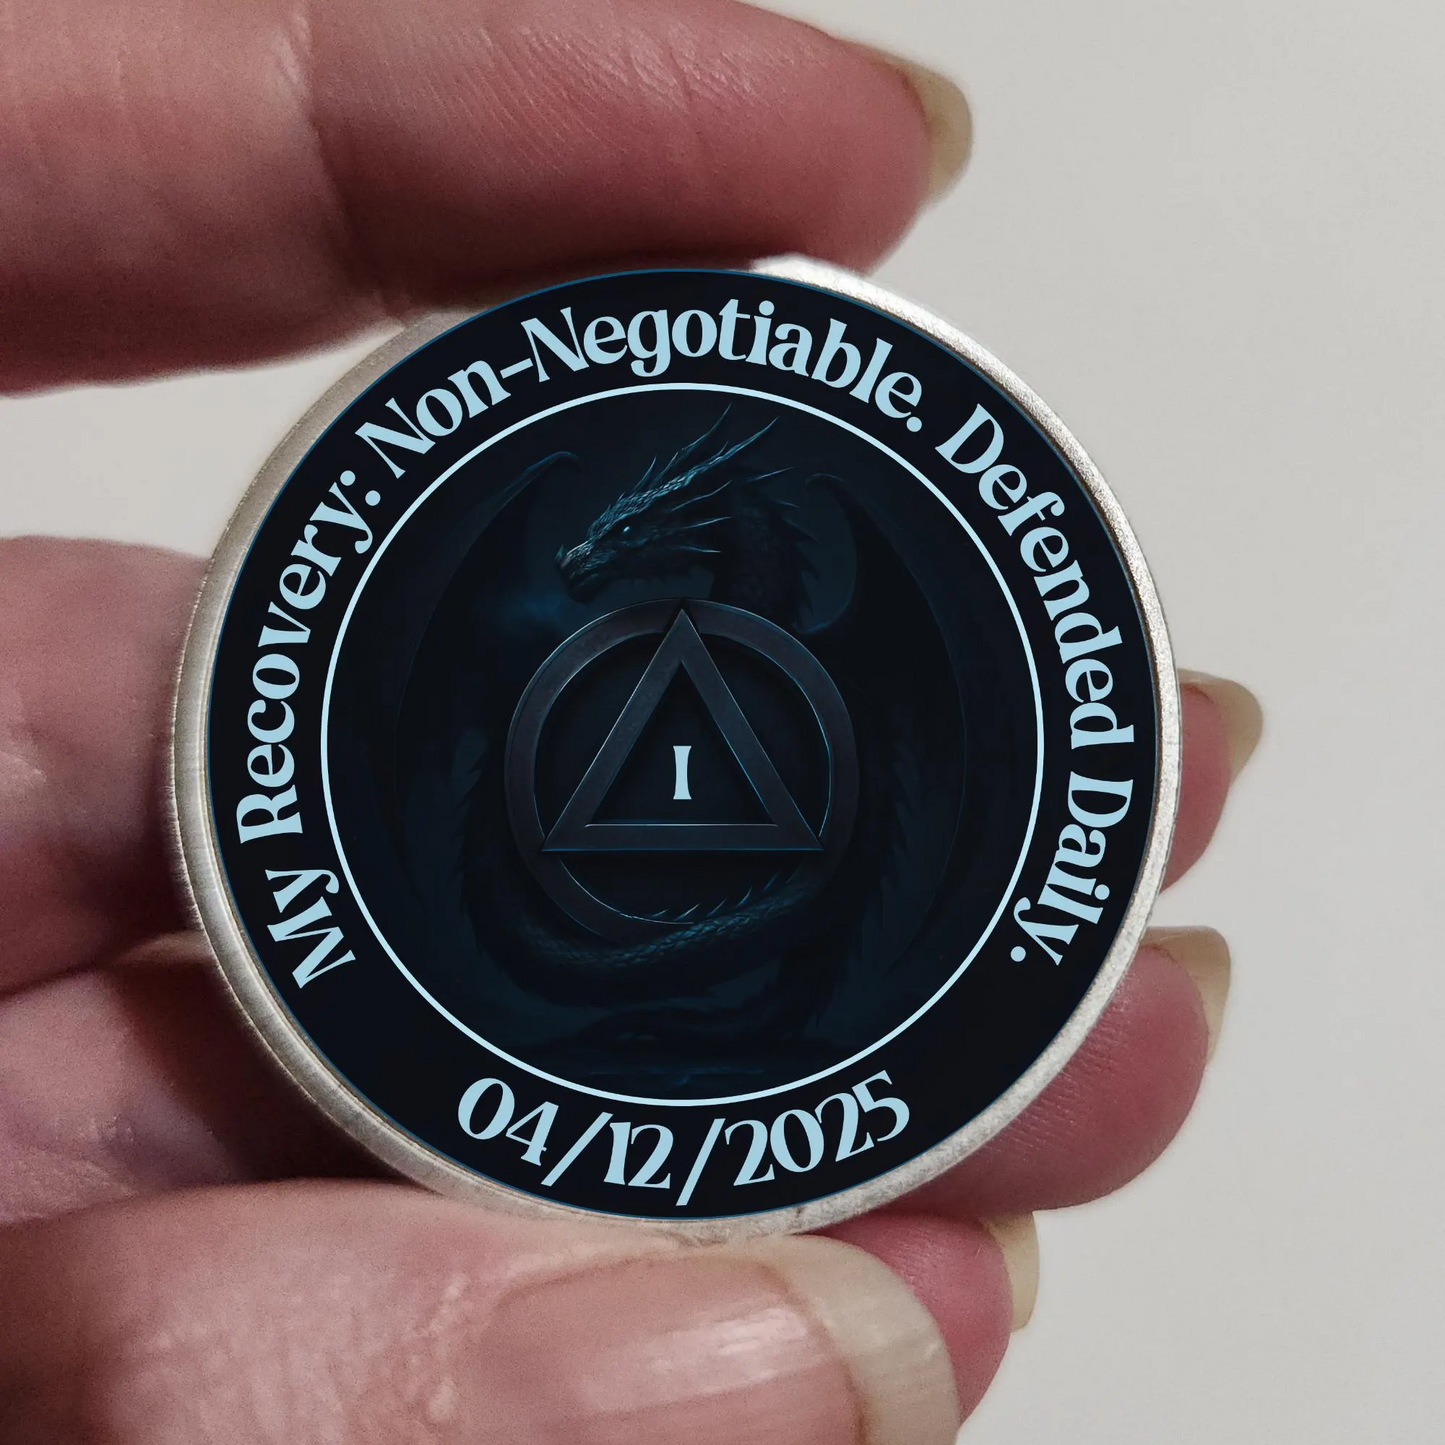 My Recovery: Non-Negotiable. Defended Daily.
I
04/12/2025